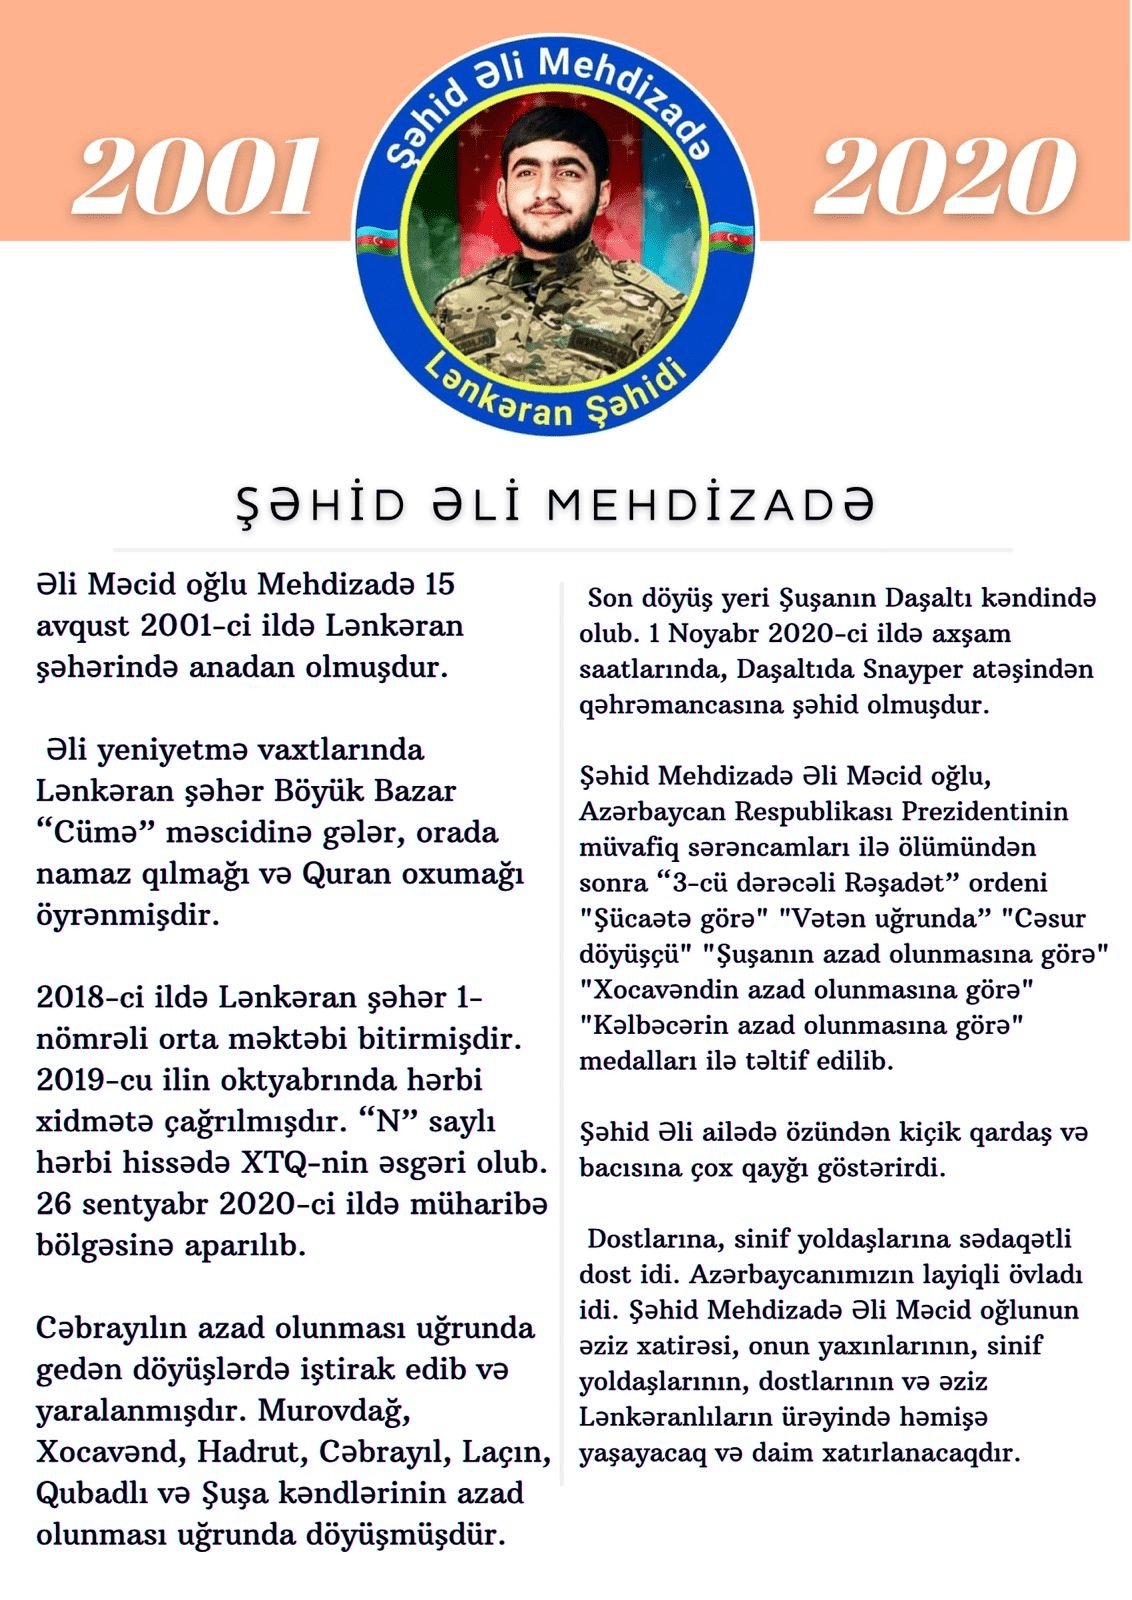 2001
Şəhid Əli Mehdizadə
2020
Lənkəran Şəhidi
ŞƏHİD ƏLİ MEHDİZADƏ
Əli Məcid oğlu Mehdizadə 15
avqust 2001-ci ildə Lənkəran
şəhərində anadan olmuşdur.
Əli yeniyetmə vaxtlarında
Lənkəran şəhər Böyük Bazar
“Cümə” məscidinə gələr, orada
namaz qılmağı və Quran oxumağı
öyrənmişdir.
2018-ci ildə Lənkəran şəhər 1-
nömrəli orta məktəbi bitirmişdir.
2019-cu ilin oktyabrında hərbi
xidmətə çağrılmışdır. “N” saylı
hərbi hissədə XTQ-nin əsgəri olub.
26 sentyabr 2020-ci ildə müharibə
bölgəsinə aparılıb.
Cəbrayılın azad olunması uğrunda
gedən döyüşlərdə iştirak edib və
yaralanmışdır. Murovdağ,
Xocavənd, Hadrut, Cəbrayıl, Laçın,
Qubadlı və Şuşa kəndlərinin azad
olunması uğrunda döyüşmüşdür.
Son döyüş yeri Şuşanın Daşaltı kəndində
olub. 1 Noyabr 2020-ci ildə axşam
saatlarında, Daşaltıda Snayper atəşindən
qəhrəmancasına şəhid olmuşdur.
Şəhid Mehdizadə Əli Məcid oğlu,
Azərbaycan Respublikası Prezidentinin
müvafiq sərəncamları ilə ölümündən
sonra “3-cü dərəcəli Rəşadət” ordeni
"Şücaətə görə" "Vətən uğrunda” "Cəsur
döyüşçü" "Şuşanın azad olunmasına görə"
"Xocavəndin azad olunmasına görə"
"Kəlbəcərin azad olunmasına görə"
medalları ilə təltif edilib.
Şəhid Əli ailədə özündən kiçik qardaş və
bacısına çox qayğı göstərirdi.
Dostlarına, sinif yoldaşlarına sədaqətli
dost idi. Azərbaycanımızın layiqli övladı
idi. Şəhid Mehdizadə Əli Məcid oğlunun
əziz xatirəsi, onun yaxınlarının, sinif
yoldaşlarının, dostlarının və əziz
Lənkəranlıların ürəyində həmişə
yaşayacaq və daim xatırlanacaqdır.